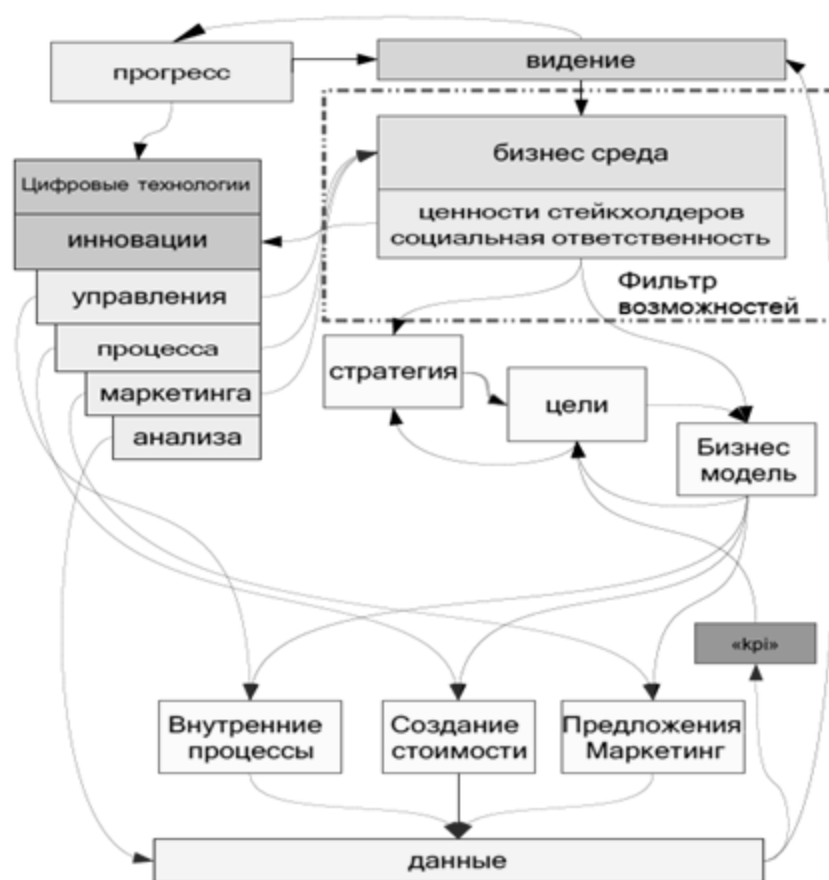 прогресс
видение
бизнес среда
ценности стейкхолдеров
социальная ответственность
Фильтр
возможностей
Цифровые технологии
инновации
управления
процесса
маркетинга
анализа
стратегия
цели
Бизнес
модель
«kpi»
Внутренние
процессы
Создание
стоимости
Предложения
Маркетинг
данные